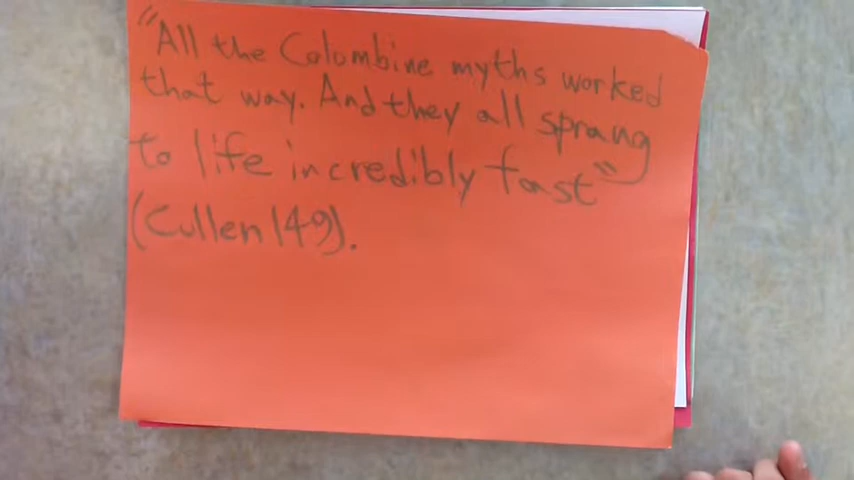 "All the Colombine myths worked
that way. And they all sprang
to life incredibly fast"
(Cullen 149).